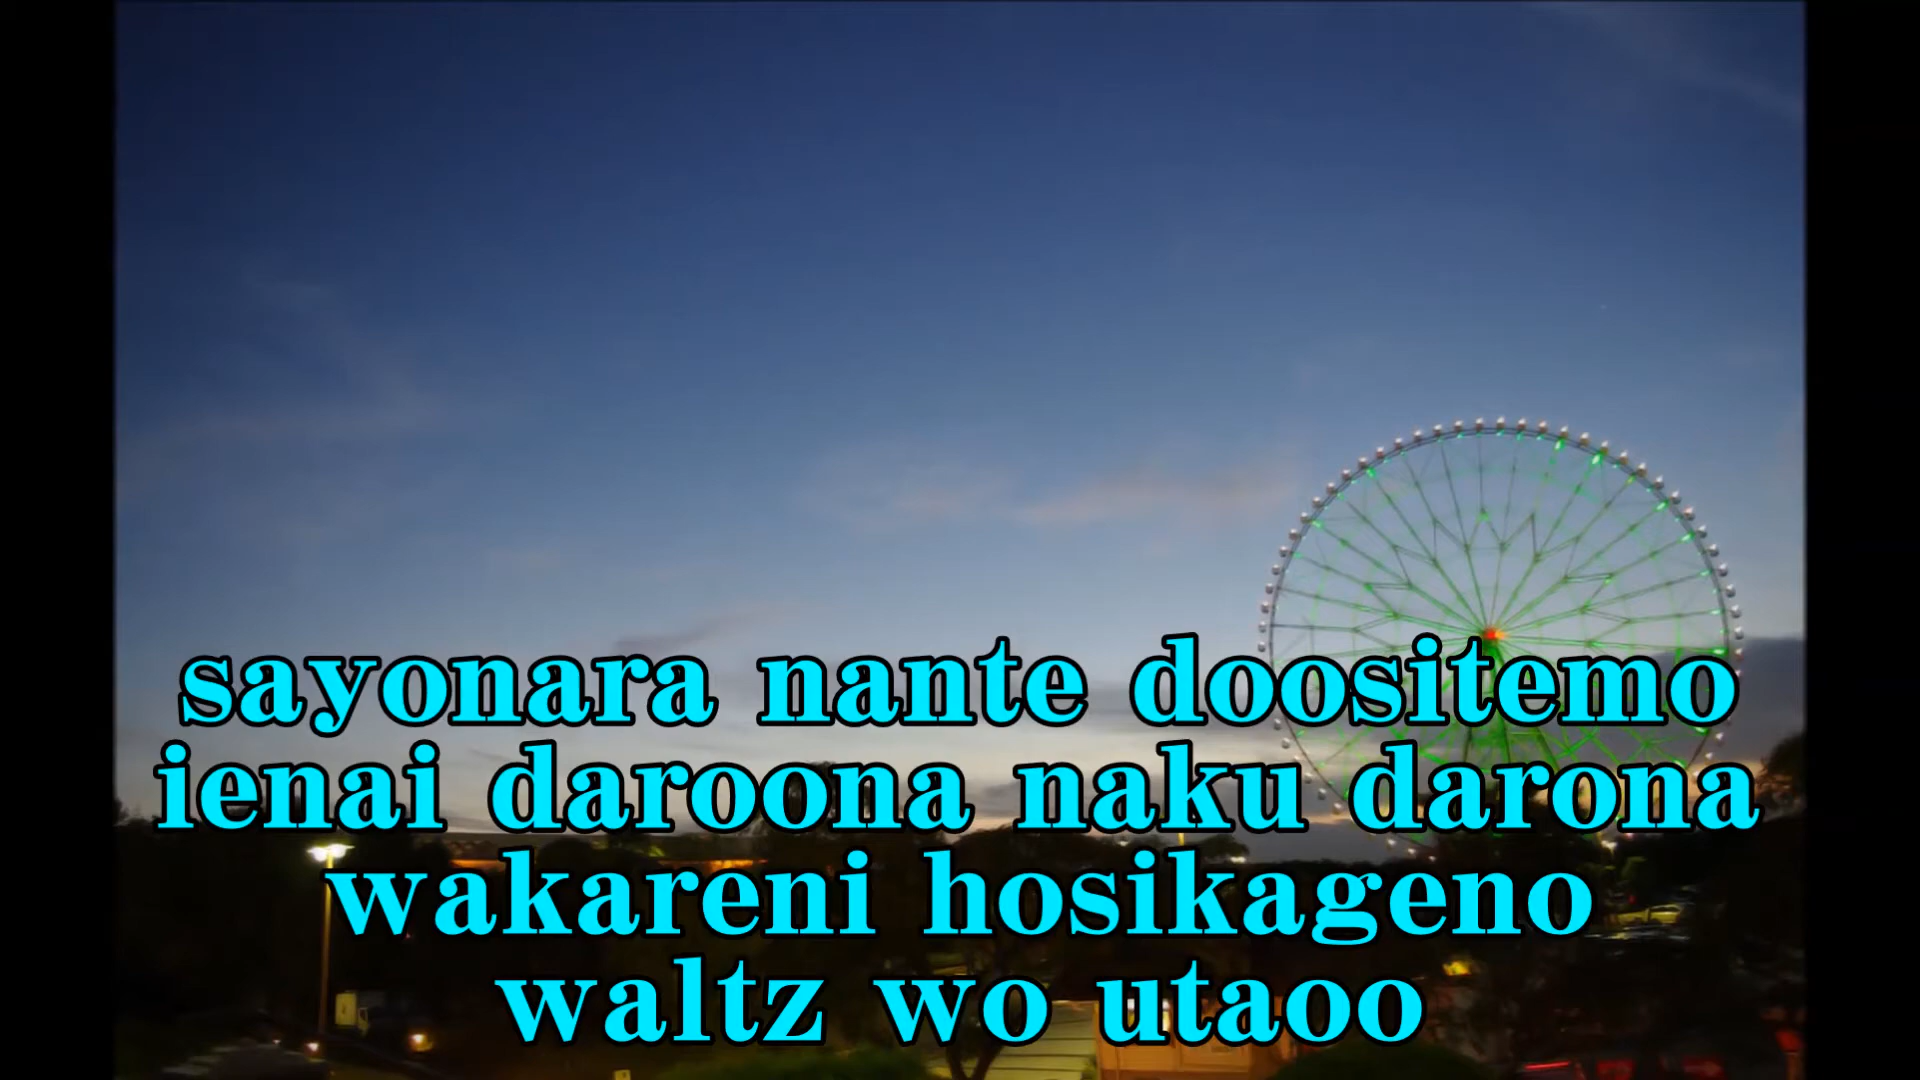 sayonara nante doositemo
ienai daroona naku darona
wakareni hosikageno
waltz wo utaoo